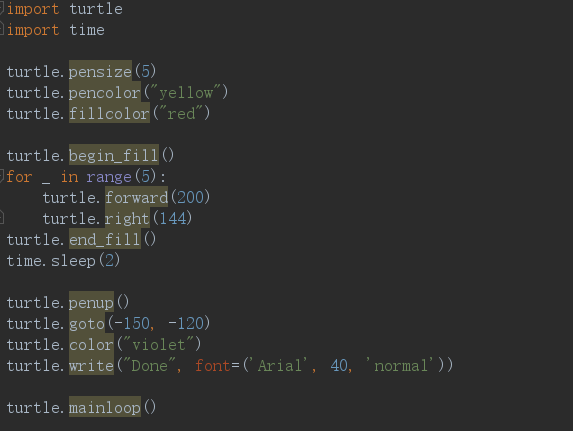 import turtle
import time
turtle.pensize(5)
turtle.pencolor("yellow")
turtle.fillcolor("red")
turtle.begin_fill()
for _ in range(5):
    turtle.forward(200)
    turtle.right(144)
turtle.end_fill()
time.sleep(2)
turtle.penup()
turtle.goto(-150, -120)
turtle.color("violet")
turtle.write("Done", font=('Arial', 40, 'normal'))
turtle.mainloop()